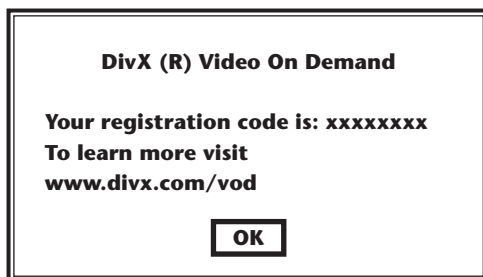 DivX (R) Video On Demand
Your registration code is: xxxxxxxx
To learn more visit
www.divx.com/vod
OK